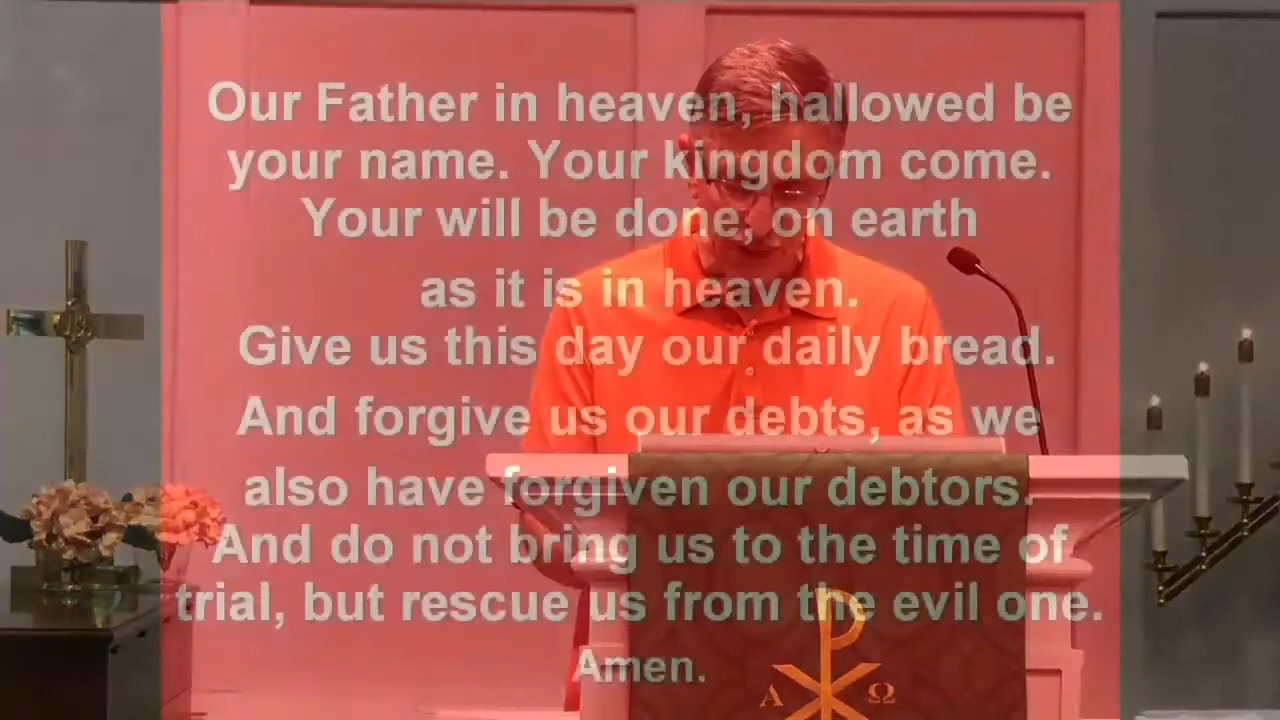 Our Father in heaven, hallowed be
your name. Your kingdom come.
Your will be done, on earth
as it is in heaven.
Give us this day our daily bread.
And forgive us our debts, as we
also have forgiven our debtors.
And do not bring us to the time of
trial, but rescue us from the evil one.
Amen.
Α Ω